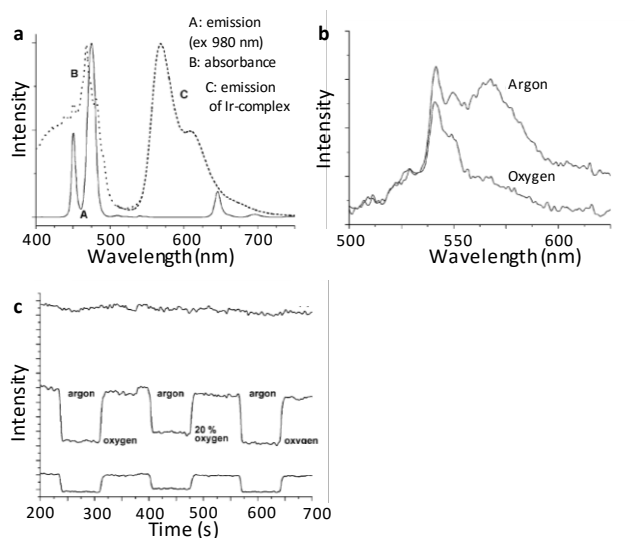 a
A: emission
(ex 980 nm)
B: absorbance
C: emission
of Ir-complex
B
C
A
Intensity
400 500 600 700
Wavelength (nm)
b
Argon
Oxygen
Intensity
500 550 600
Wavelength (nm)
c
argon argon argon
oxygen 20 % oxygen
oxygen
Intensity
200 300 400 500 600 700
Time (s)